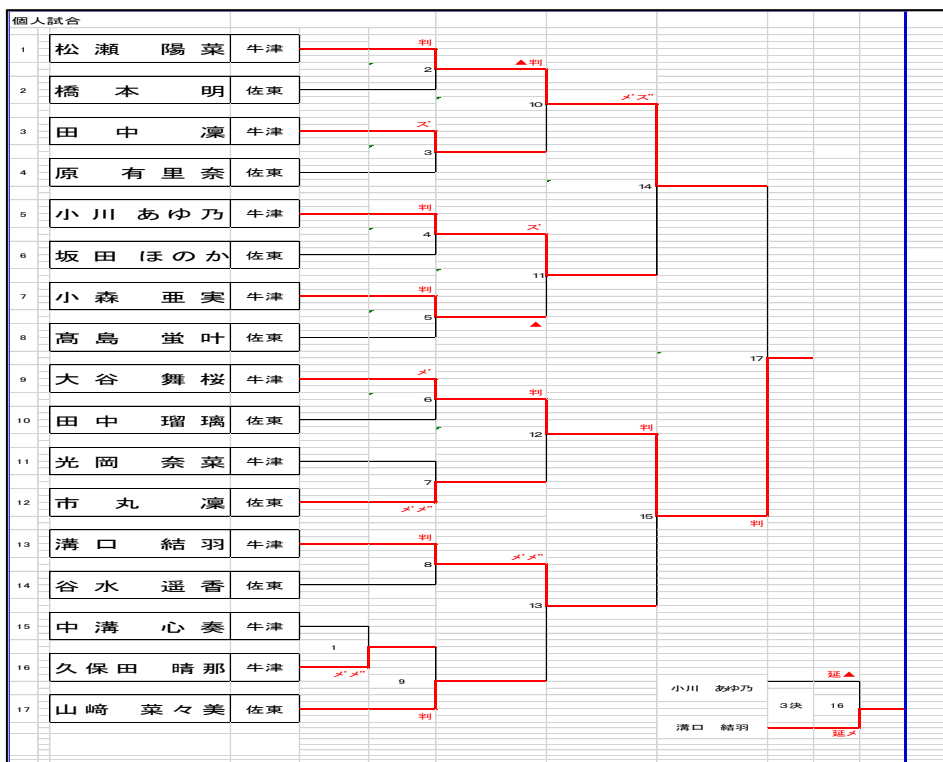 個人試合
1 松瀬 陽菜 牛津 判
2
▲判
2 橋本 明 佐東
10
メ ズ
3 田中 凜 牛津 ズ
3
4 原 有里奈 佐東
14
5 小川 あゆ乃 牛津 判
4
ズ
6 坂田 ほのか 佐東
11
7 小森 亜実 牛津 判
5
▲
8 高島 蛍叶 佐東
17
9 大谷 舞桜 牛津 メ
6
判
10 田中 瑠璃 佐東
12
判
11 光岡 奈菜 牛津
7
12 市丸 凜 佐東 メ メ
15
判
13 溝口 結羽 牛津 判
8
メ メ
14 谷水 遥香 佐東
13
15 中溝 心奏 牛津
1
16 久保田 晴那 牛津 メ メ
9
17 山﨑 菜々美 佐東 判
小川 あゆ乃 延▲
3決 16
溝口 結羽 延メ